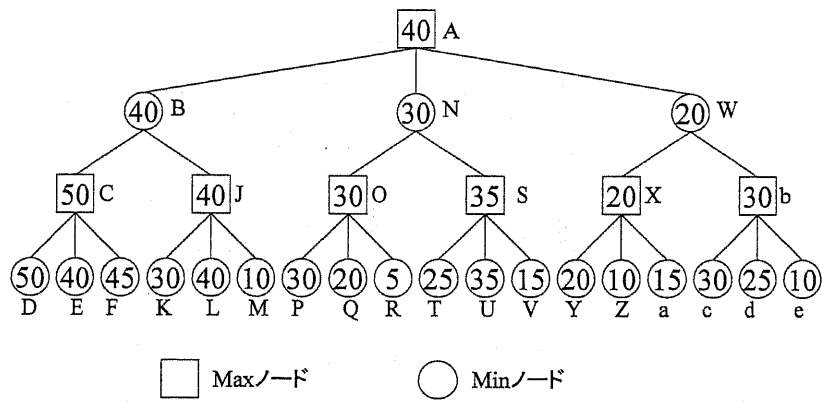 40 A
40 B 30 N 20 W
50 C 40 J 30 O 35 S 20 X 30 b
50 40 45 30 40 10 30 20 5 25 35 15 20 10 15 30 25 10
D E F K L M P Q R T U V Y Z a c d e
Maxノード Minノード